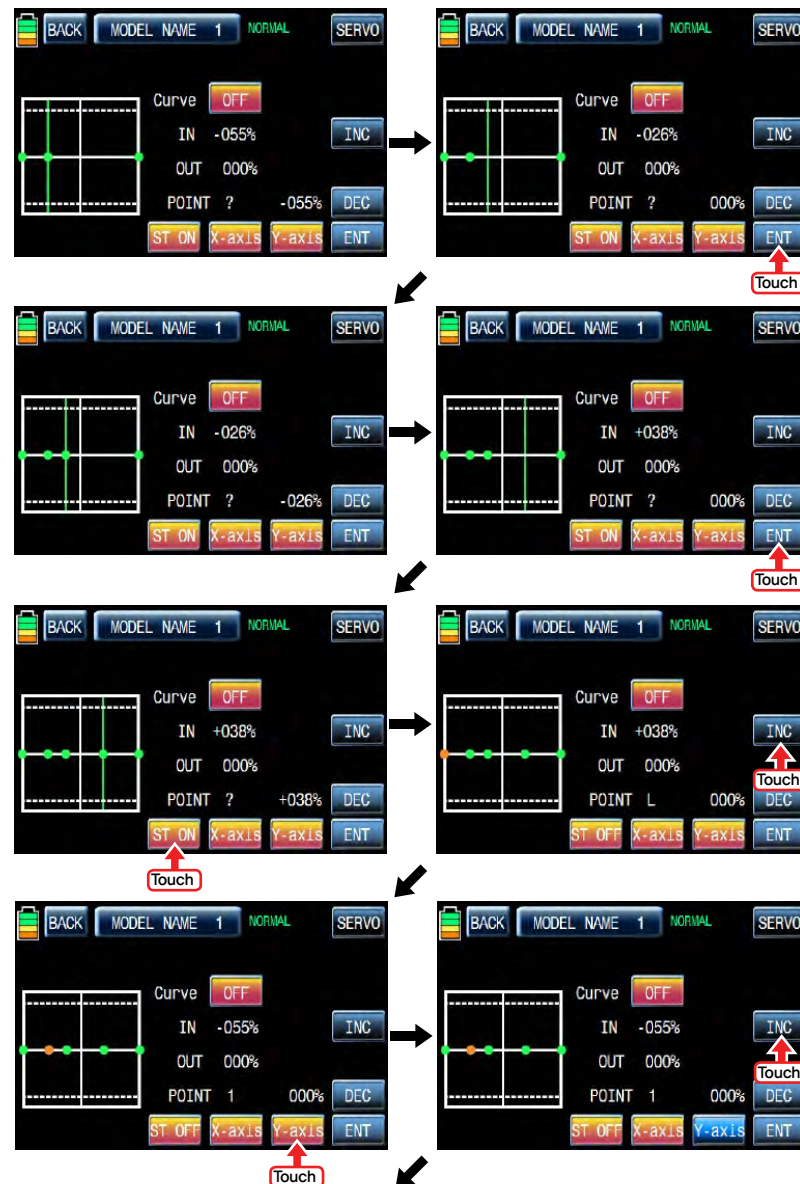 BACK MODEL NAME 1 NORMAL SERVO
Curve OFF
IN -055% INC
OUT 000%
POINT ? -055% DEC
ST ON X-axis Y-axis ENT
BACK MODEL NAME 1 NORMAL SERVO
Curve OFF
IN -026% INC
OUT 000%
POINT ? 000% DEC
ST ON X-axis Y-axis ENT
Touch
BACK MODEL NAME 1 NORMAL SERVO
Curve OFF
IN -026% INC
OUT 000%
POINT ? -026% DEC
ST ON X-axis Y-axis ENT
BACK MODEL NAME 1 NORMAL SERVO
Curve OFF
IN +038% INC
OUT 000%
POINT ? 000% DEC
ST ON X-axis Y-axis ENT
Touch
BACK MODEL NAME 1 NORMAL SERVO
Curve OFF
IN +038% INC
OUT 000%
POINT ? +038% DEC
ST ON X-axis Y-axis ENT
Touch
BACK MODEL NAME 1 NORMAL SERVO
Curve OFF
IN +038% INC
OUT 000%
Touch
POINT L 000% DEC
ST OFF X-axis Y-axis ENT
BACK MODEL NAME 1 NORMAL SERVO
Curve OFF
IN -055% INC
OUT 000%
POINT 1 000% DEC
ST OFF X-axis Y-axis ENT
Touch
BACK MODEL NAME 1 NORMAL SERVO
Curve OFF
IN -055% INC
OUT 000%
Touch
POINT 1 000% DEC
ST OFF X-axis Y-axis ENT